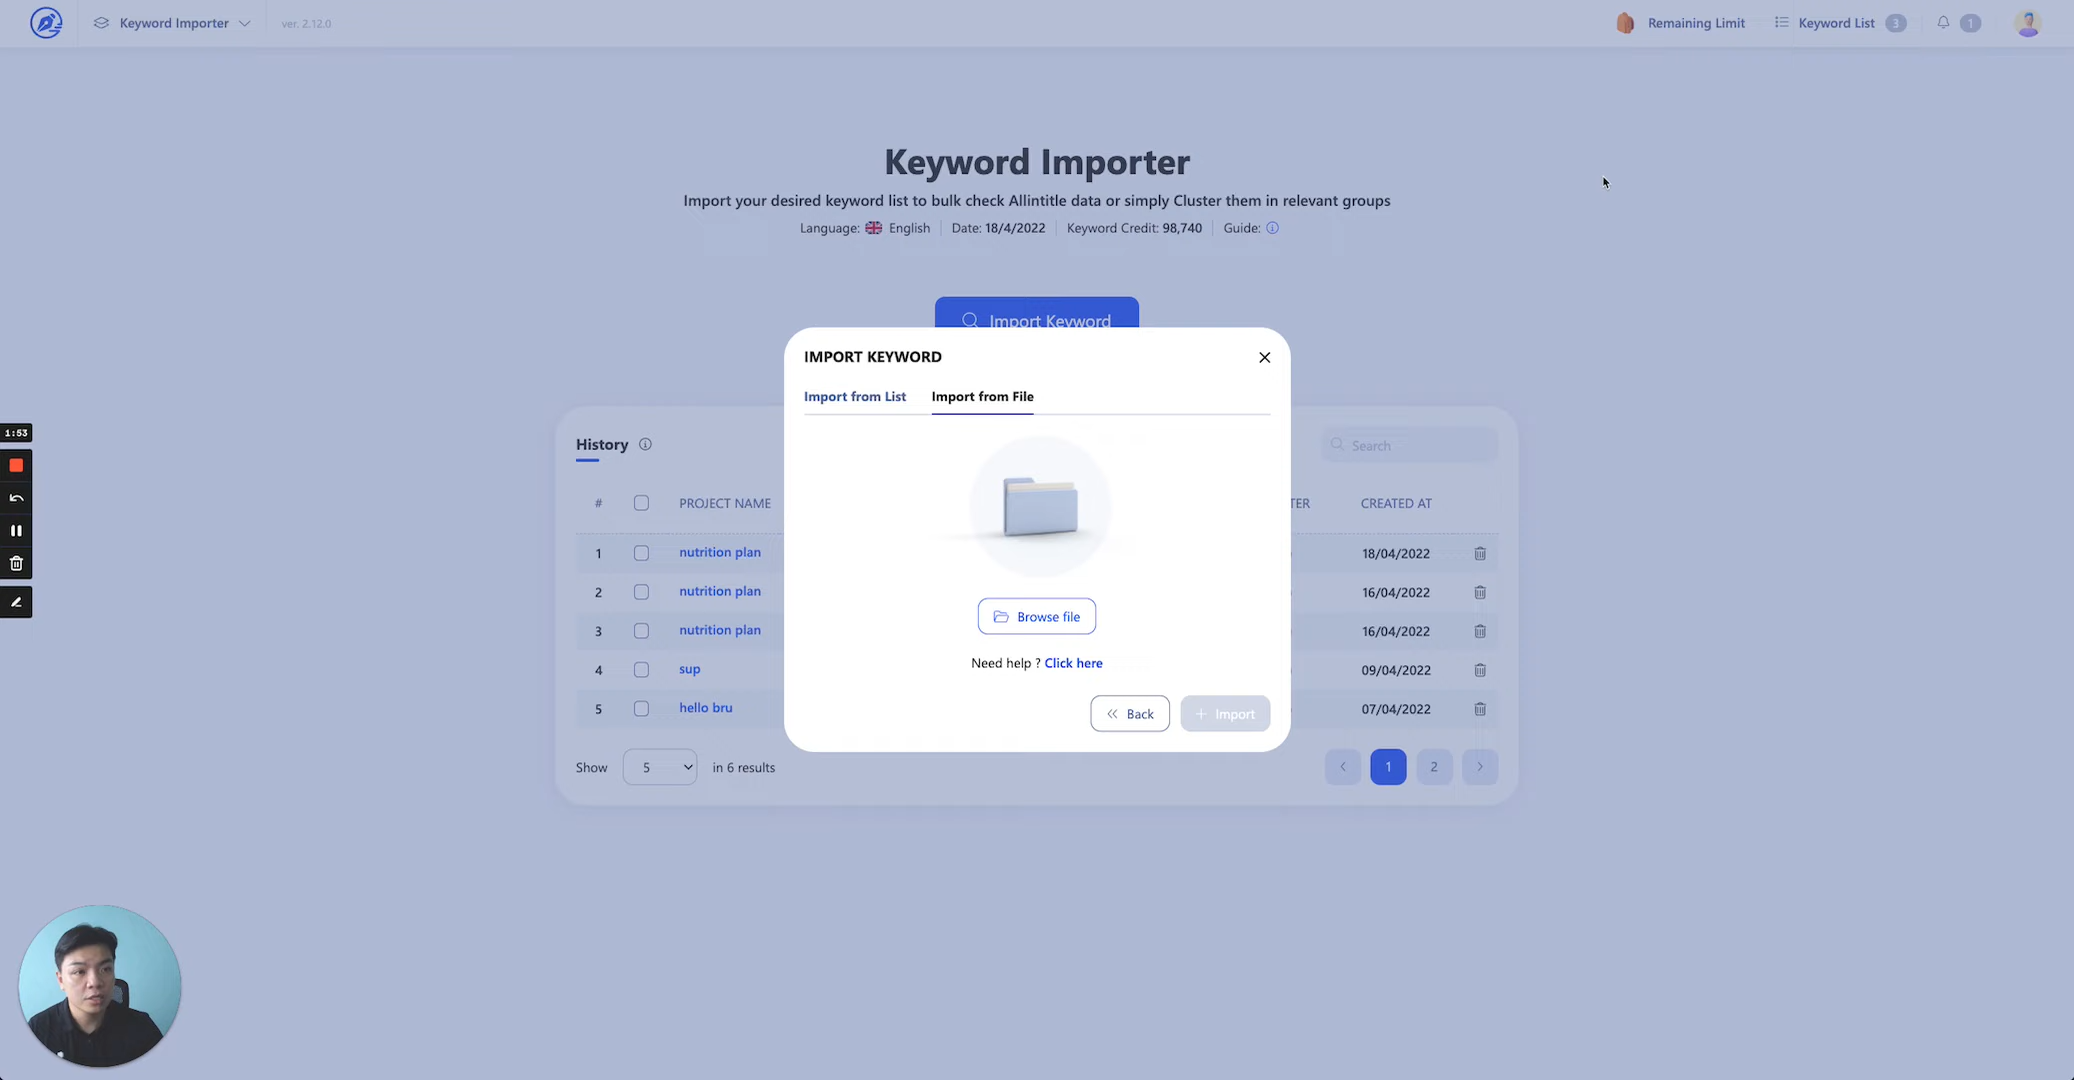 Keyword Importer
ver. 2.12.0
Remaining Limit
Keyword List 3
1
Keyword Importer
Import your desired keyword list to bulk check Allintitle data or simply Cluster them in relevant groups
Language: English Date: 18/4/2022 Keyword Credit: 98,740 Guide:
Import Keyword
IMPORT KEYWORD
Import from List Import from File
Browse file
Need help ? Click here
Back Import
1:53
History
Search
# PROJECT NAME TER CREATED AT
1 nutrition plan 18/04/2022
2 nutrition plan 16/04/2022
3 nutrition plan 16/04/2022
4 sup 09/04/2022
5 hello bru 07/04/2022
Show 5 in 6 results
1 2